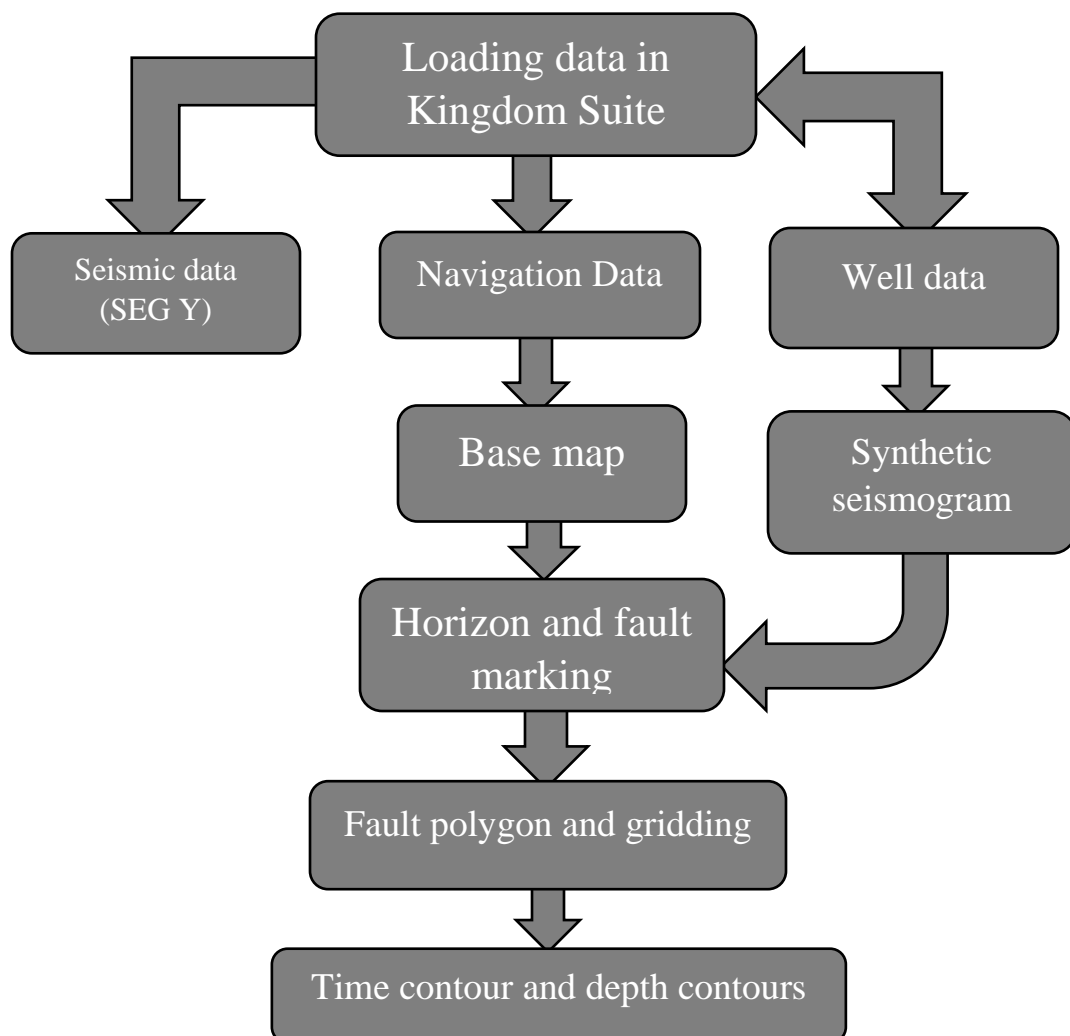 Loading data in
Kingdom Suite
Seismic data
(SEG Y)
Navigation Data
Well data
Base map
Synthetic
seismogram
Horizon and fault
marking
Fault polygon and gridding
Time contour and depth contours